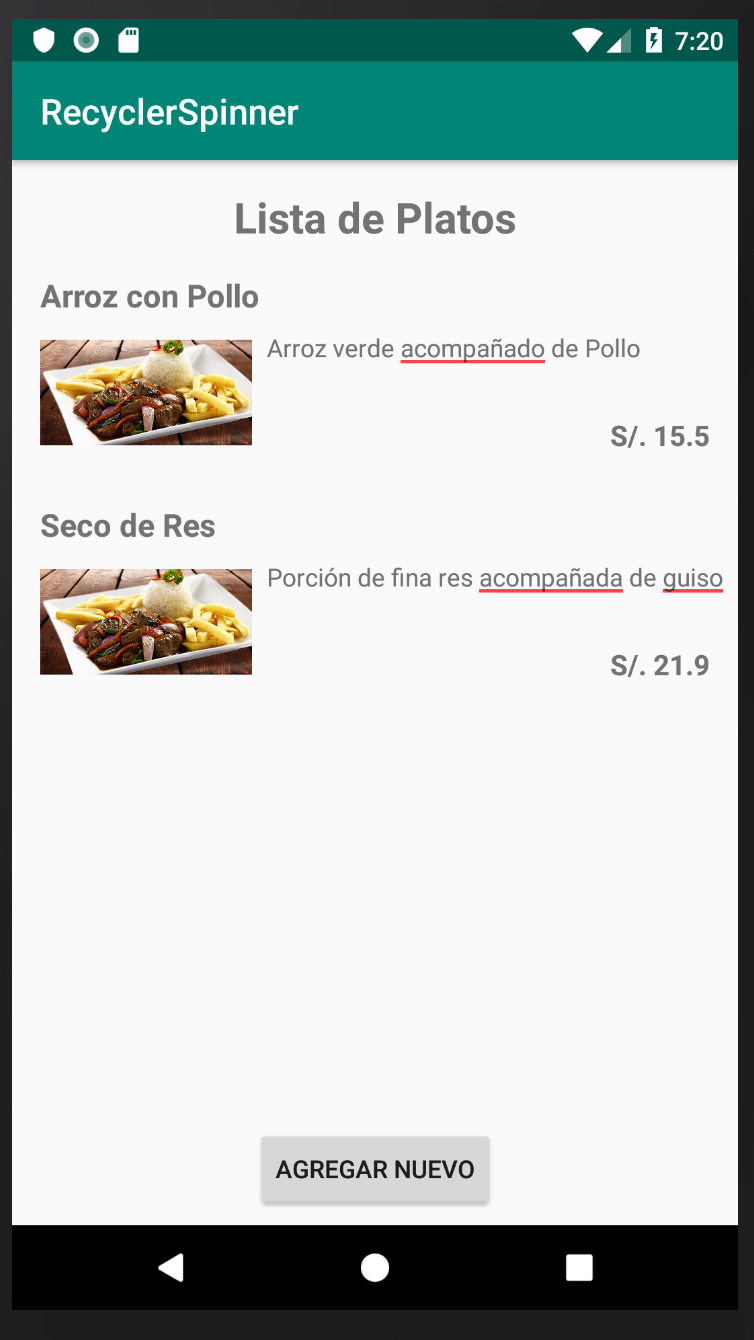 7:20
RecyclerSpinner
Lista de Platos
Arroz con Pollo
Arroz verde acompañado de Pollo
S/. 15.5
Seco de Res
Porción de fina res acompañada de guiso
S/. 21.9
AGREGAR NUEVO